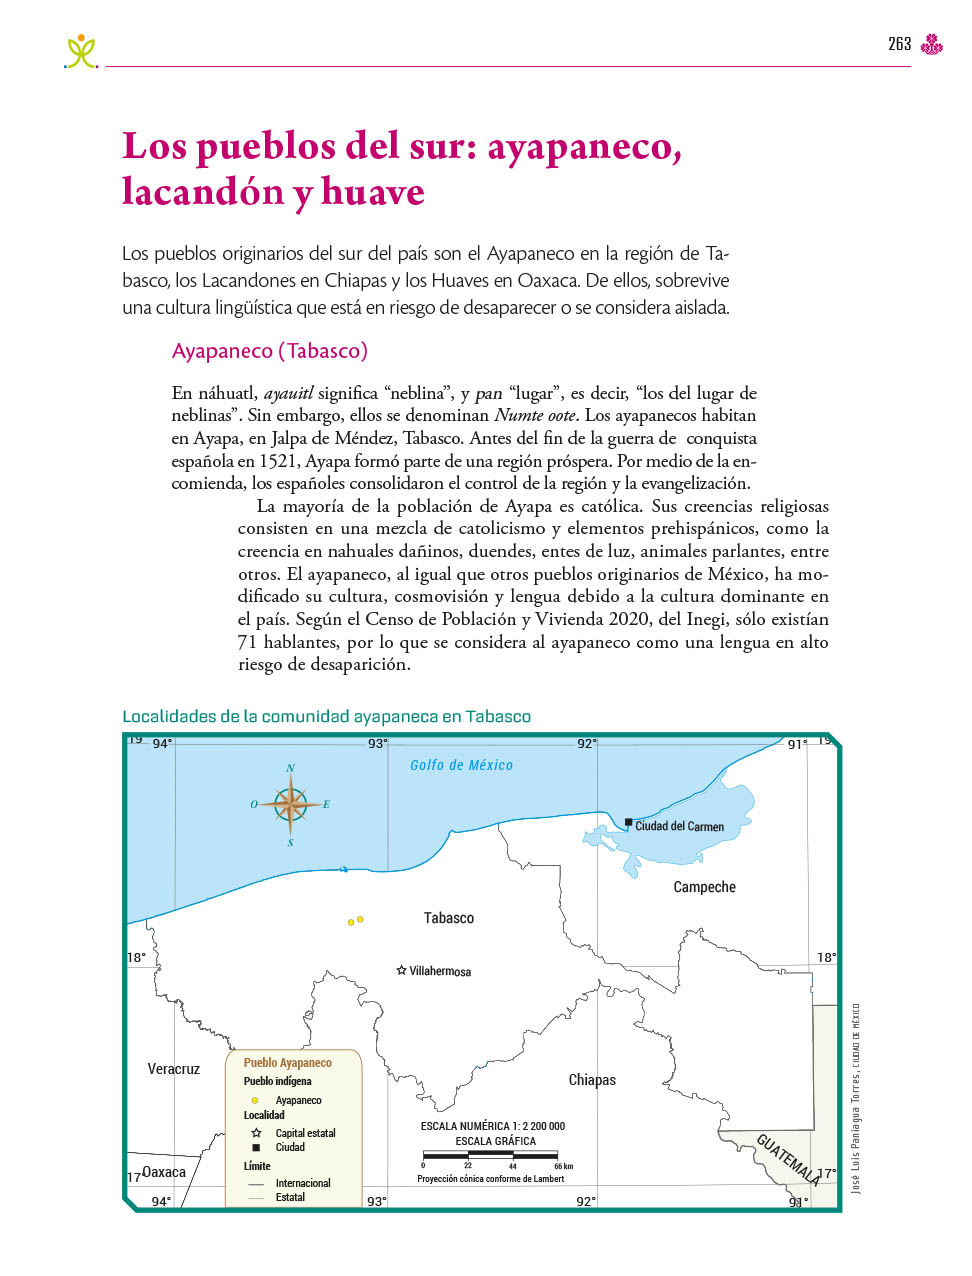 263
Los pueblos del sur: ayapaneco,
lacandón y huave
Los pueblos originarios del sur del país son el Ayapaneco en la región de Ta-
basco, los Lacandones en Chiapas y los Huaves en Oaxaca. De ellos, sobrevive
una cultura lingüística que está en riesgo de desaparecer o se considera aislada.
Ayapaneco (Tabasco)
En náhuatl, ayauitl significa “neblina”, y pan “lugar”, es decir, “los del lugar de
neblinas”. Sin embargo, ellos se denominan Numte oote. Los ayapanecos habitan
en Ayapa, en Jalpa de Méndez, Tabasco. Antes del fin de la guerra de conquista
española en 1521, Ayapa formó parte de una región próspera. Por medio de la en-
comienda, los españoles consolidaron el control de la región y la evangelización.
La mayoría de la población de Ayapa es católica. Sus creencias religiosas
consisten en una mezcla de catolicismo y elementos prehispánicos, como la
creencia en nahuales dañinos, duendes, entes de luz, animales parlantes, entre
otros. El ayapaneco, al igual que otros pueblos originarios de México, ha mo-
dificado su cultura, cosmovisión y lengua debido a la cultura dominante en
el país. Según el Censo de Población y Vivienda 2020, del Inegi, sólo existían
71 hablantes, por lo que se considera al ayapaneco como una lengua en alto
riesgo de desaparición.
Localidades de la comunidad ayapaneca en Tabasco
19 94° 93° 92° 91° 19
Golfo de México
N
O E
S
Ciudad del Carmen
Campeche
Tabasco
18° 18°
Villahermosa
Veracruz
Chiapas
Pueblo Ayapaneco
Pueblo indígena
Ayapaneco
Localidad
Capital estatal
Ciudad
Límite
Internacional
Estatal
ESCALA NUMÉRICA 1: 2 200 000
ESCALA GRÁFICA
0 22 44 66 km
Proyección cónica conforme de Lambert
GUATEMALA
Oaxaca
17° 17°
94° 93° 92° 91°
José Luis Paniagua Torres, CIUDAD DE MÉXICO